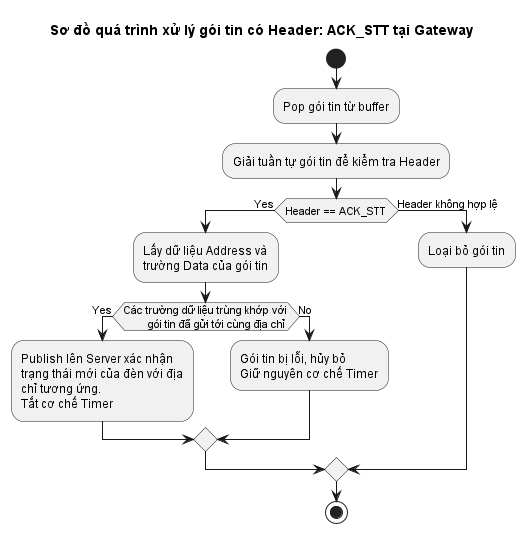 Sơ đồ quá trình xử lý gói tin có Header: ACK_STT tại Gateway
Pop gói tin từ buffer
Giải tuần tự gói tin để kiểm tra Header
Yes
Header == ACK_STT
Header không hợp lệ
Lấy dữ liệu Address và
trường Data của gói tin
Loại bỏ gói tin
Yes
Các trường dữ liệu trùng khớp với
gói tin đã gửi tới cùng địa chỉ
No
Publish lên Server xác nhận
trạng thái mới của đèn với địa
chỉ tương ứng.
Tắt cơ chế Timer
Gói tin bị lỗi, hủy bỏ
Giữ nguyên cơ chế Timer